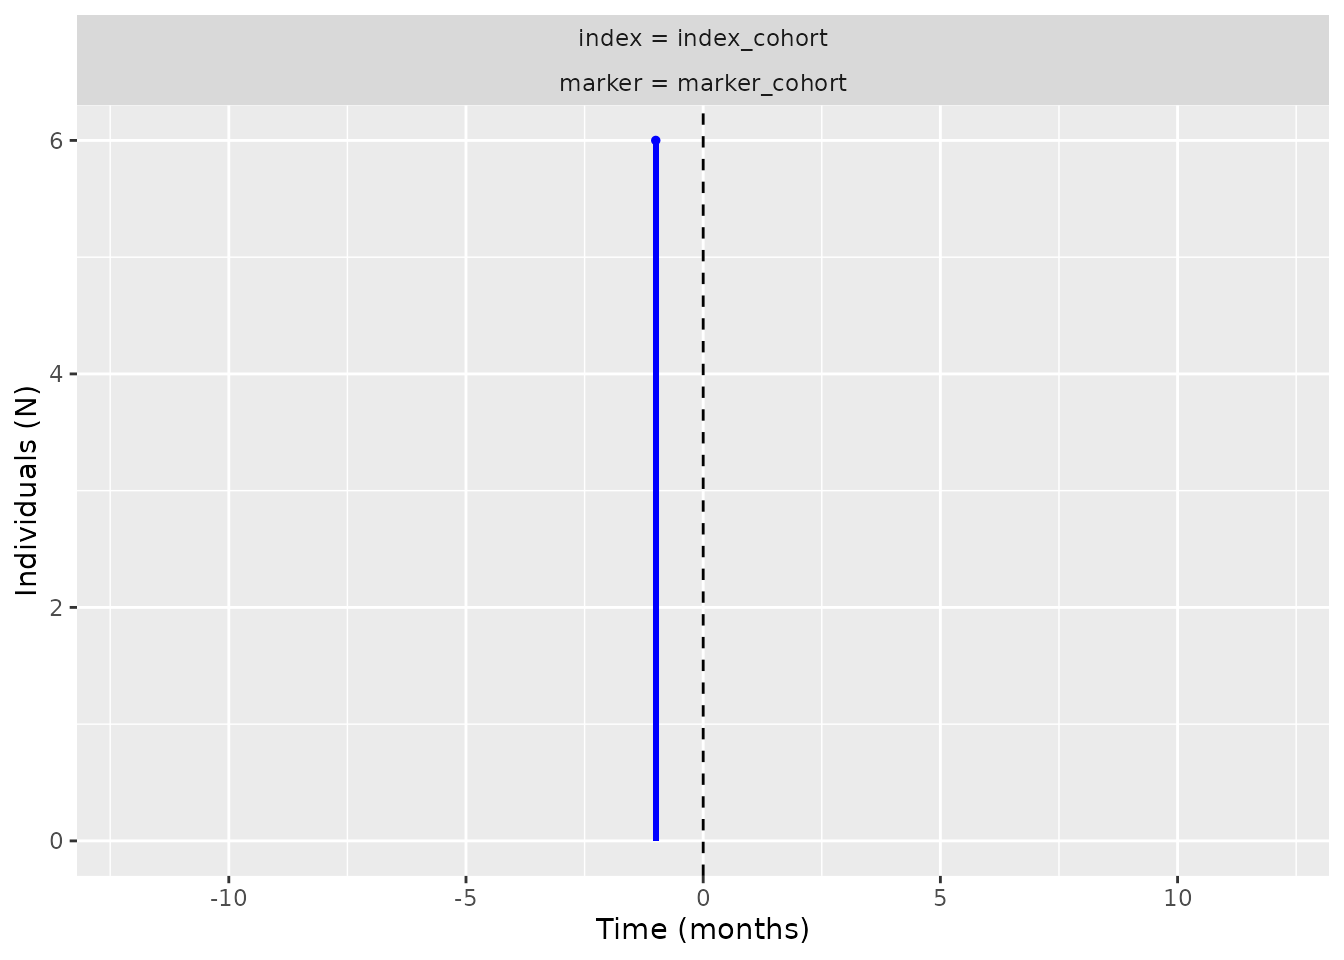 index = index_cohort
marker = marker_cohort
6
4
2
0
Individuals (N)
-10 -5 0 5 10
Time (months)